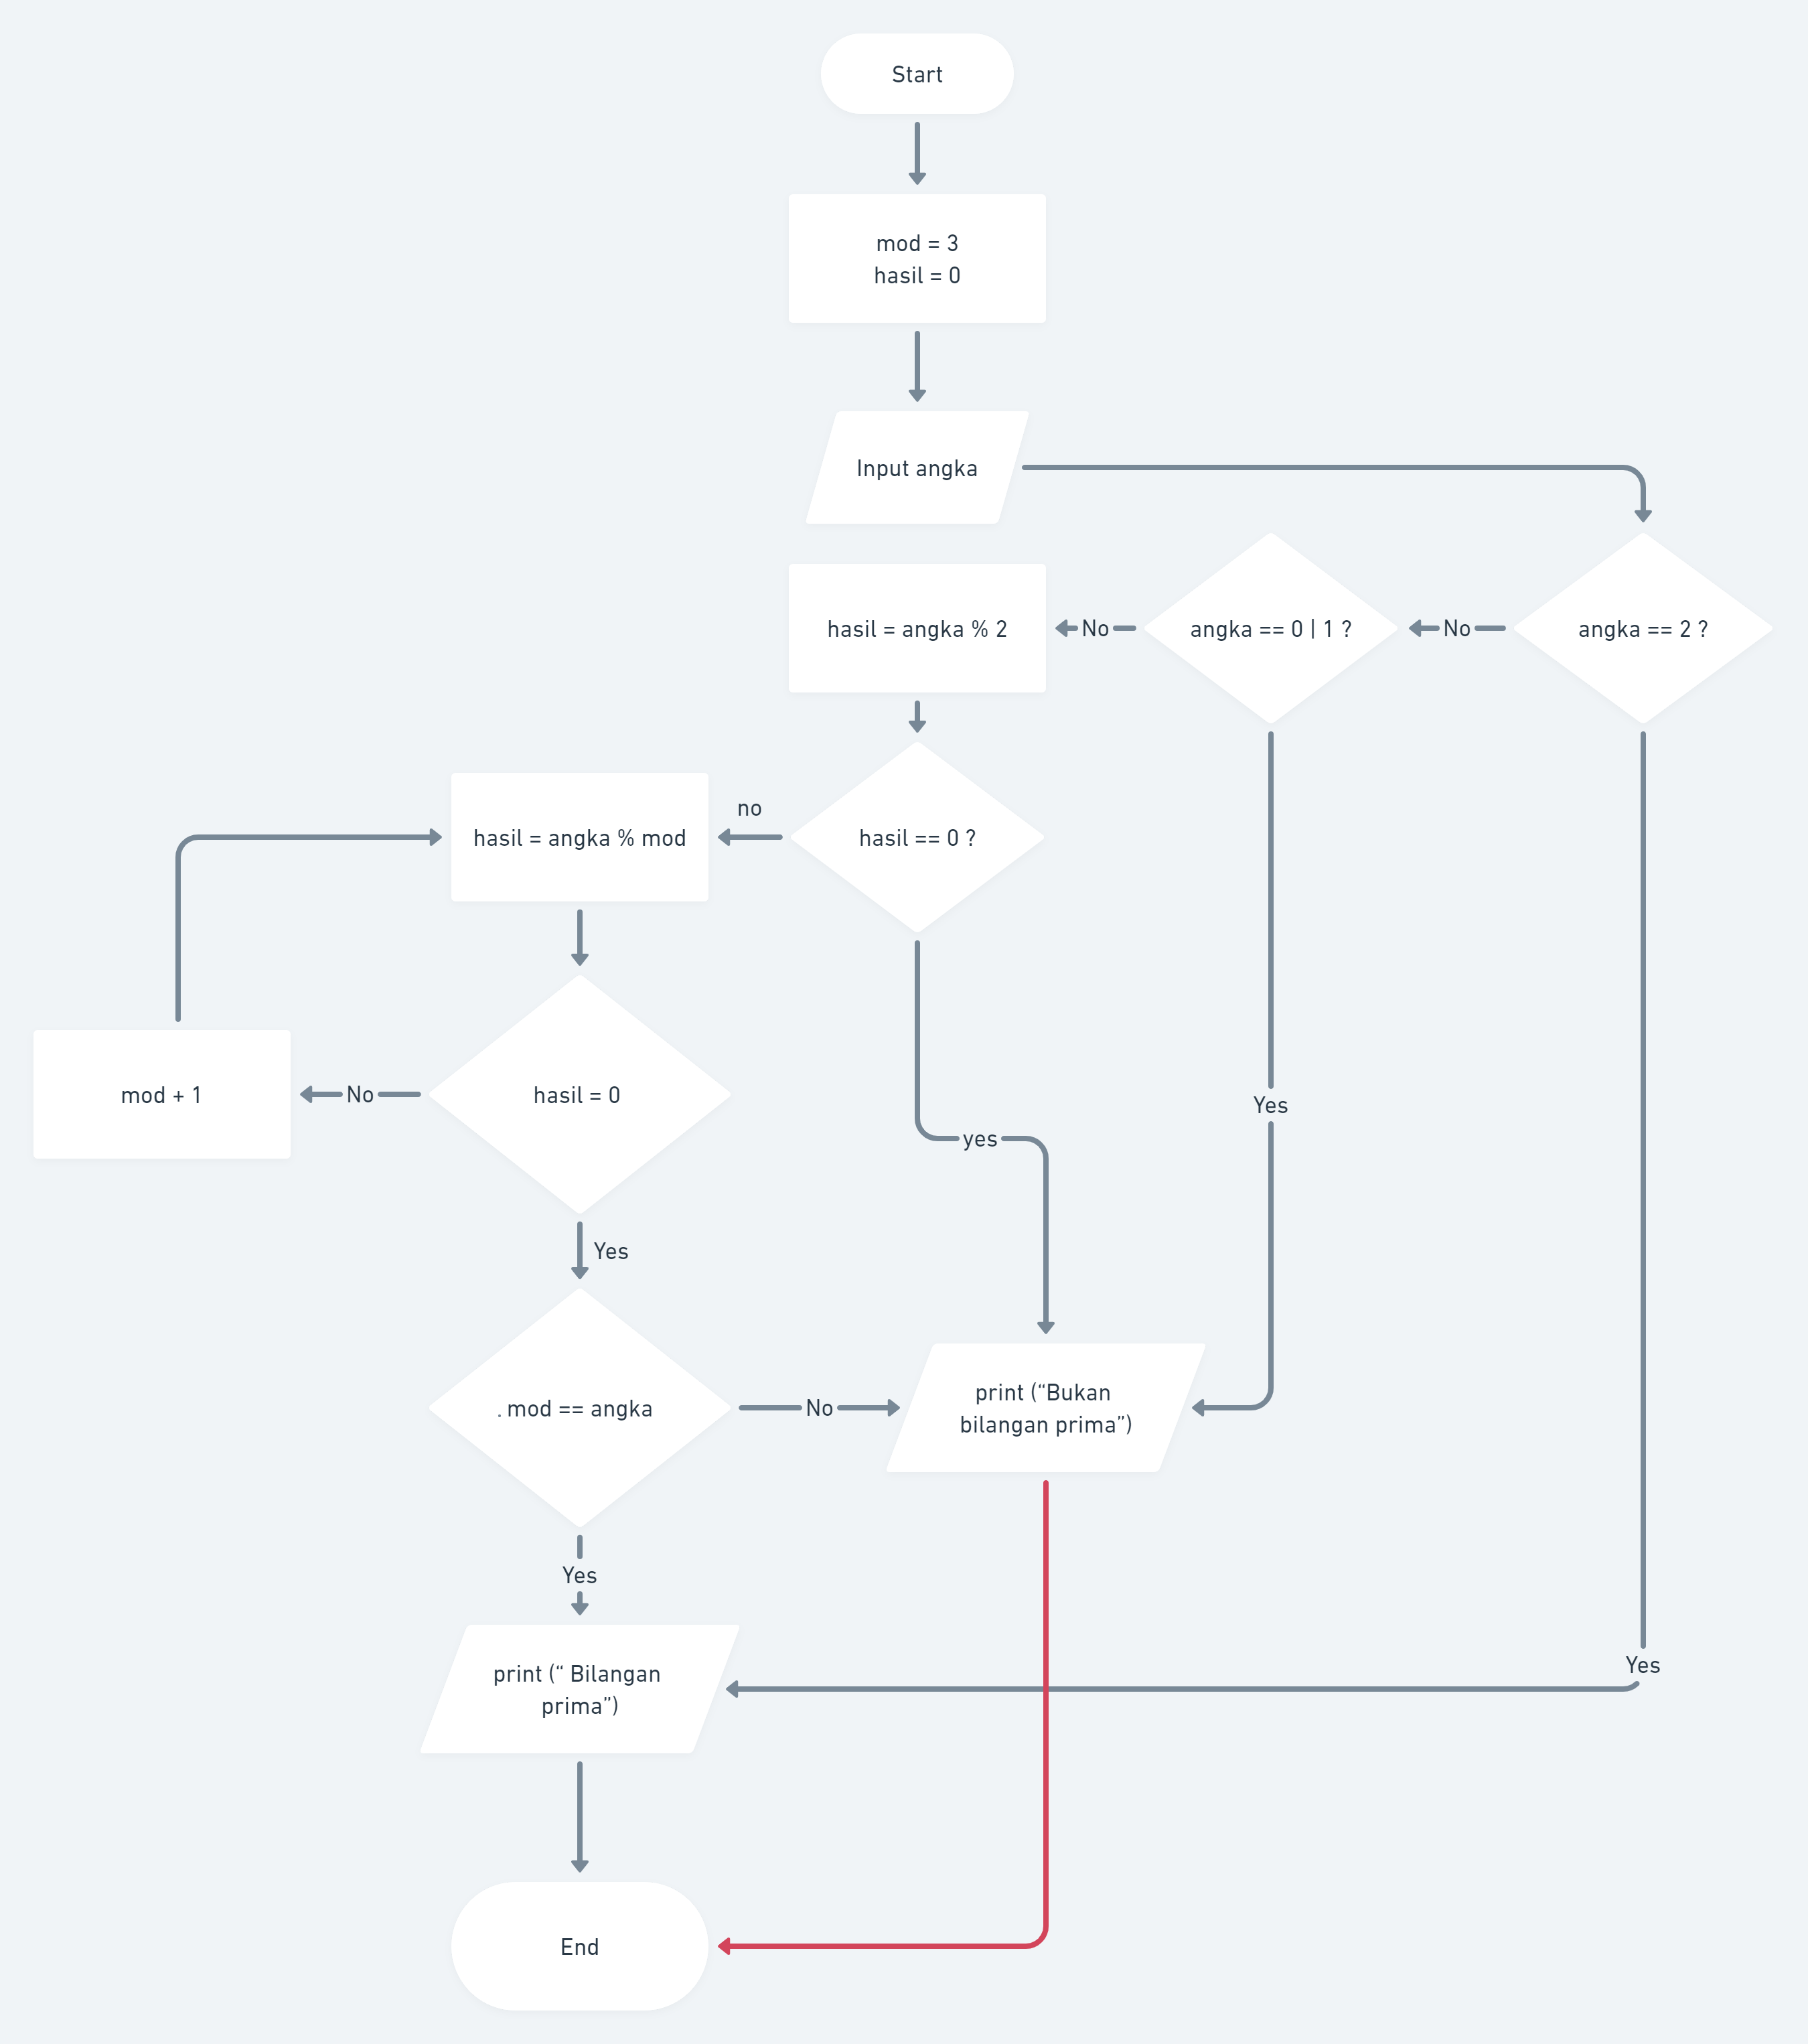 Start
mod = 3
hasil = 0
Input angka
hasil = angka % 2
No
angka == 0 | 1 ?
No
angka == 2 ?
no
hasil = angka % mod
hasil == 0 ?
mod + 1
No
hasil = 0
Yes
yes
Yes
. mod == angka
No
print (“Bukan
bilangan prima”)
Yes
print (“ Bilangan
prima”)
Yes
End